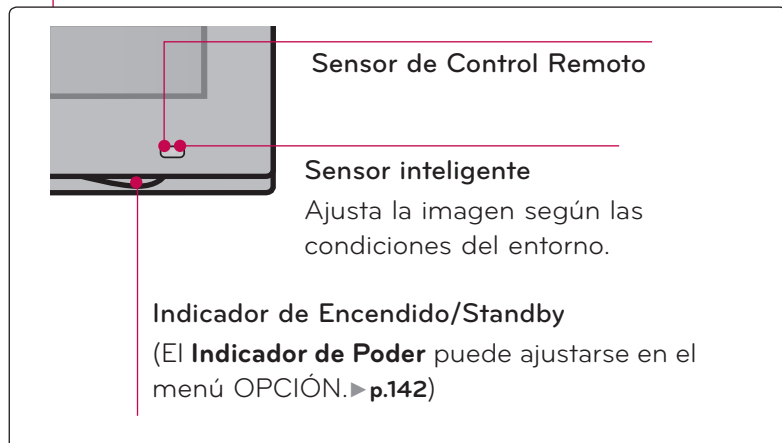 Sensor de Control Remoto
Sensor inteligente
Ajusta la imagen según las
condiciones del entorno.
Indicador de Encendido/Standby
(El Indicador de Poder puede ajustarse en el
menú OPCIÓN.►p.142)